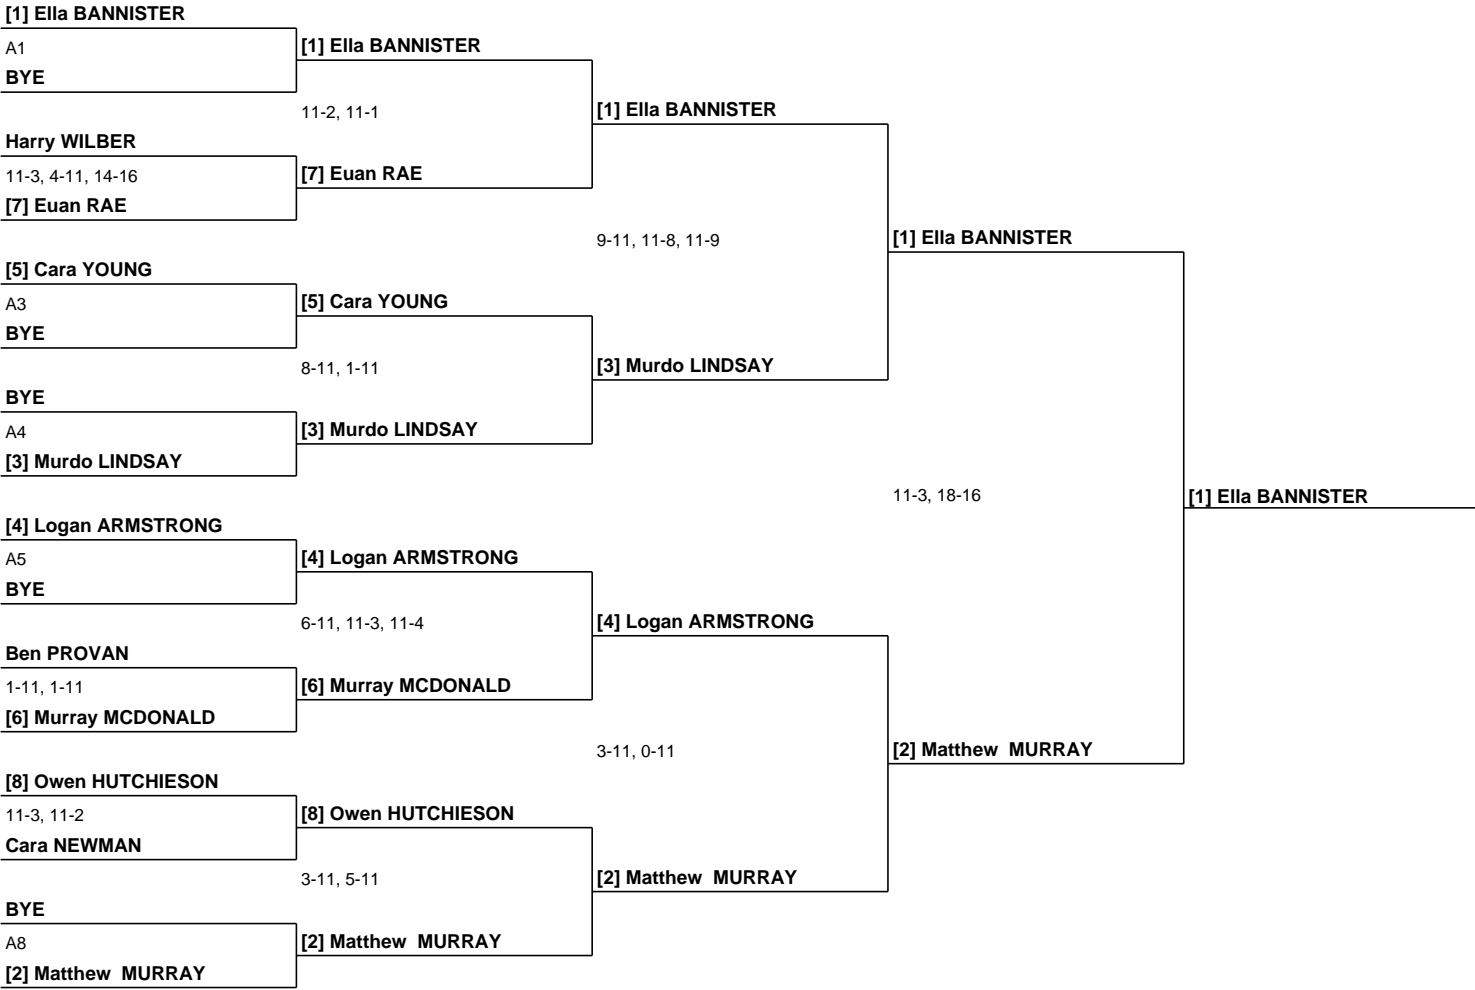 [1] Ella BANNISTER
A1
[1] Ella BANNISTER
BYE
11-2, 11-1
[1] Ella BANNISTER
Harry WILBER
11-3, 4-11, 14-16
[7] Euan RAE
[7] Euan RAE
9-11, 11-8, 11-9
[1] Ella BANNISTER
[5] Cara YOUNG
A3
[5] Cara YOUNG
BYE
8-11, 1-11
[3] Murdo LINDSAY
BYE
A4
[3] Murdo LINDSAY
[3] Murdo LINDSAY
11-3, 18-16
[1] Ella BANNISTER
[4] Logan ARMSTRONG
A5
[4] Logan ARMSTRONG
BYE
6-11, 11-3, 11-4
[4] Logan ARMSTRONG
Ben PROVAN
1-11, 1-11
[6] Murray MCDONALD
[6] Murray MCDONALD
3-11, 0-11
[2] Matthew  MURRAY
[8] Owen HUTCHIESON
11-3, 11-2
[8] Owen HUTCHIESON
Cara NEWMAN
3-11, 5-11
[2] Matthew  MURRAY
BYE
A8
[2] Matthew  MURRAY
[2] Matthew  MURRAY